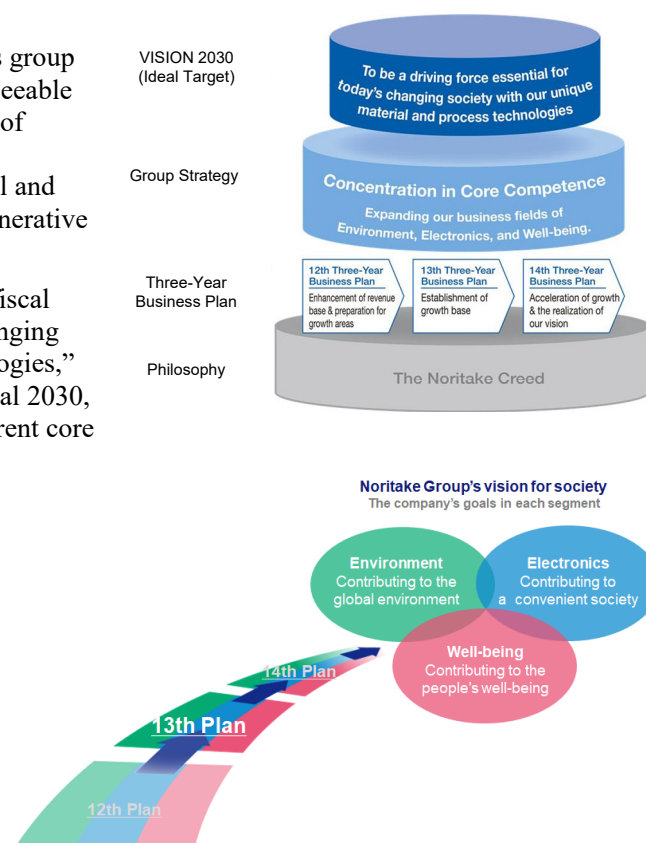 s group
eeable
of
l and
nerative
iscal
nging
ogies,”
al 2030,
rent core
VISION 2030
(Ideal Target)
To be a driving force essential for
today's changing society with our unique
material and process technologies
Group Strategy
Concentration in Core Competence
Expanding our business fields of
Environment, Electronics, and Well-being.
Three-Year
Business Plan
12th Three-Year
Business Plan
Enhancement of revenue
base & preparation for
growth areas
13th Three-Year
Business Plan
Establishment of
growth base
14th Three-Year
Business Plan
Acceleration of growth
& the realization of
our vision
Philosophy
The Noritake Creed
Noritake Group's vision for society
The company's goals in each segment
Environment
Contributing to the
global environment
Electronics
Contributing to
a convenient society
Well-being
Contributing to the
people's well-being
14th Plan
13th Plan
12th Plan